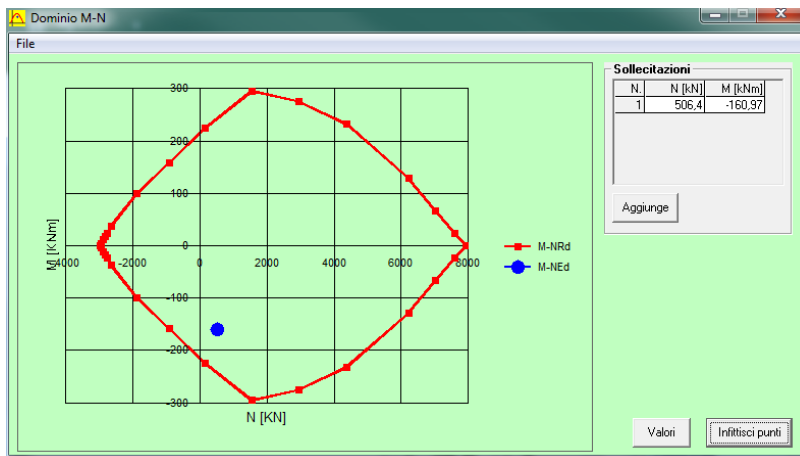 Dominio M-N
File
300
200
100
0
-100
-200
-300
-4000
0
2000
4000
6000
8000
M [KNm]
N [KN]
M-NRd
M-NEd
Sollecitazioni
N. N [kN] M [kNm]
1 506,4 -160,97
Aggiunge
Valori
Infittisci punti